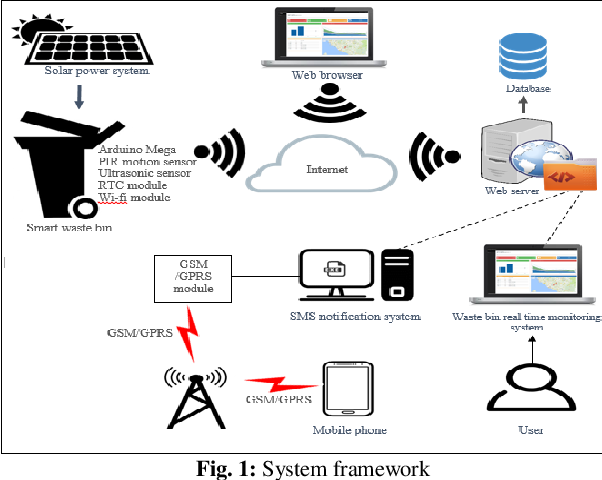 Solar power system
Web browser
Database
Arduino Mega
PIR motion sensor
Ultrasonic sensor
RTC module
Wi-fi module
Internet
Web server
Smart waste bin
GSM
/GPRS
module
SMS notification system
Waste bin real time monitoring
system
GSM/GPRS
GSM/GPRS
Mobile phone
User
Fig. 1: System framework